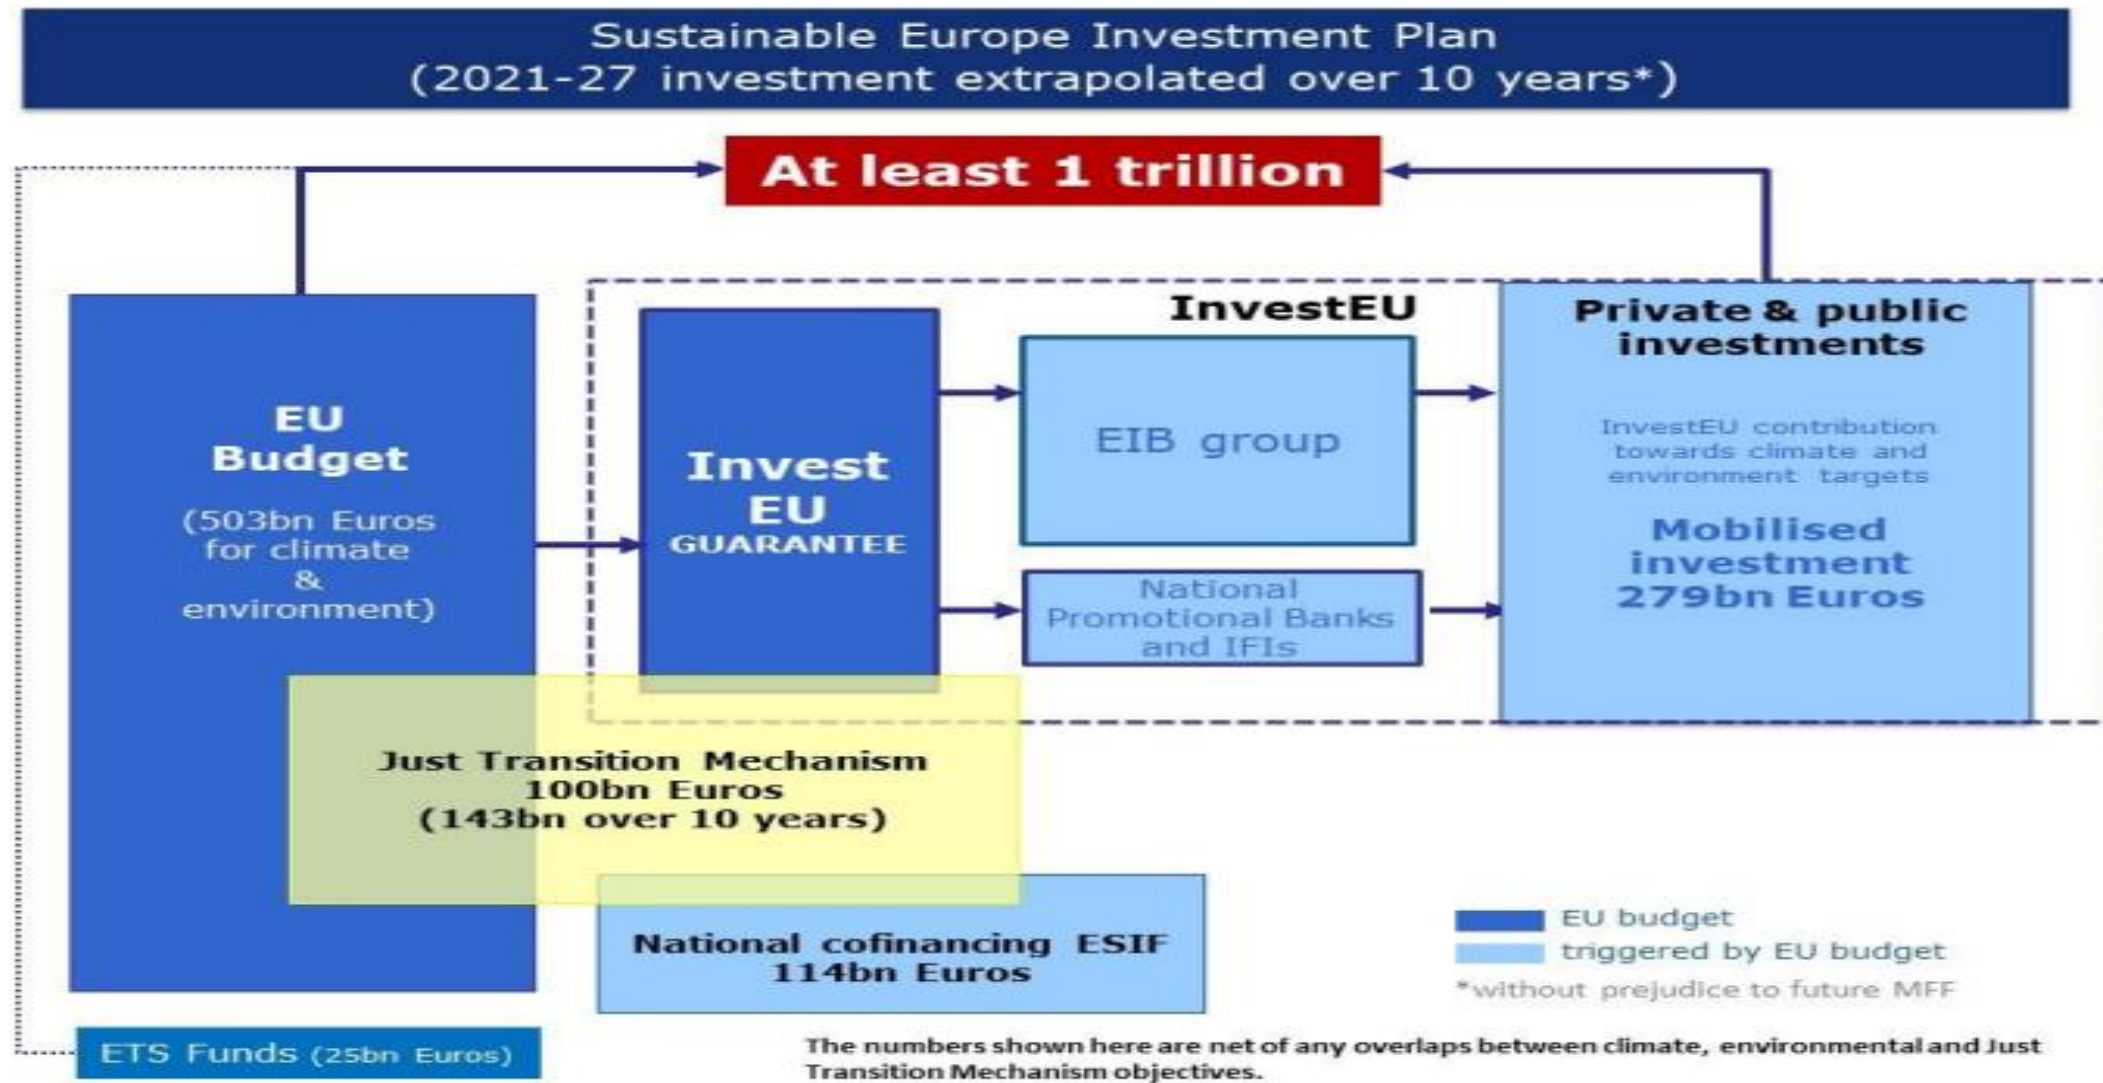 Sustainable Europe Investment Plan
(2021-27 investment extrapolated over 10 years*)
At least 1 trillion
EU
Budget
(503bn Euros
for climate
&
environment)
Invest
EU
GUARANTEE
InvestEU
EIB group
National
Promotional Banks
and IFIs
Private & public
investments
InvestEU contribution
towards climate and
environment targets
Mobilised
investment
279bn Euros
Just Transition Mechanism
100bn Euros
(143bn over 10 years)
National cofinancing ESIF
114bn Euros
EU budget
triggered by EU budget
*without prejudice to future MFF
ETS Funds (25bn Euros)
The numbers shown here are net of any overlaps between climate, environmental and Just
Transition Mechanism objectives.